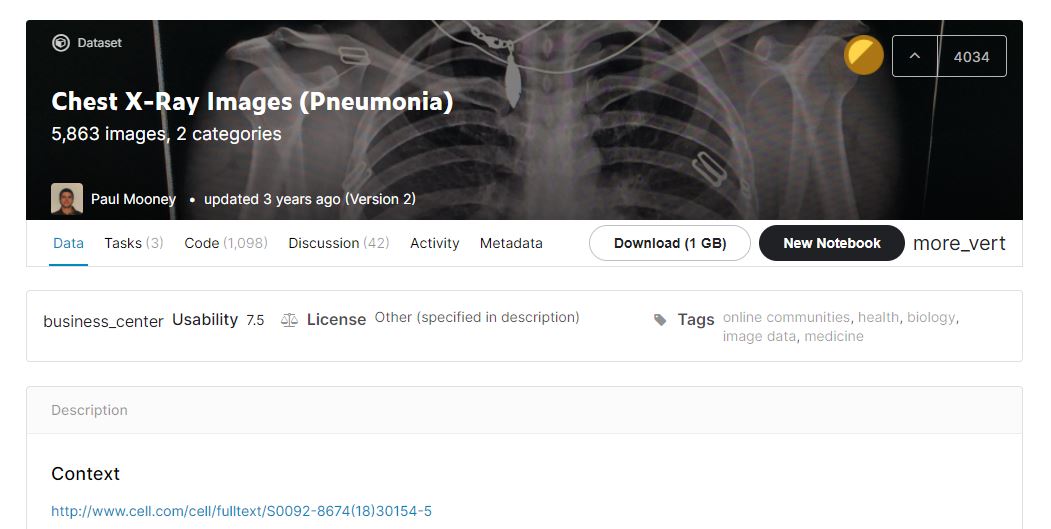 Dataset
4034
Chest X-Ray Images (Pneumonia)
5,863 images, 2 categories
Paul Mooney • updated 3 years ago (Version 2)
Data Tasks (3) Code (1,098) Discussion (42) Activity Metadata Download (1 GB) New Notebook more_vert
business_center Usability 7.5 License Other (specified in description) Tags online communities, health, biology,
image data, medicine
Description
Context
http://www.cell.com/cell/fulltext/S0092-8674(18)30154-5